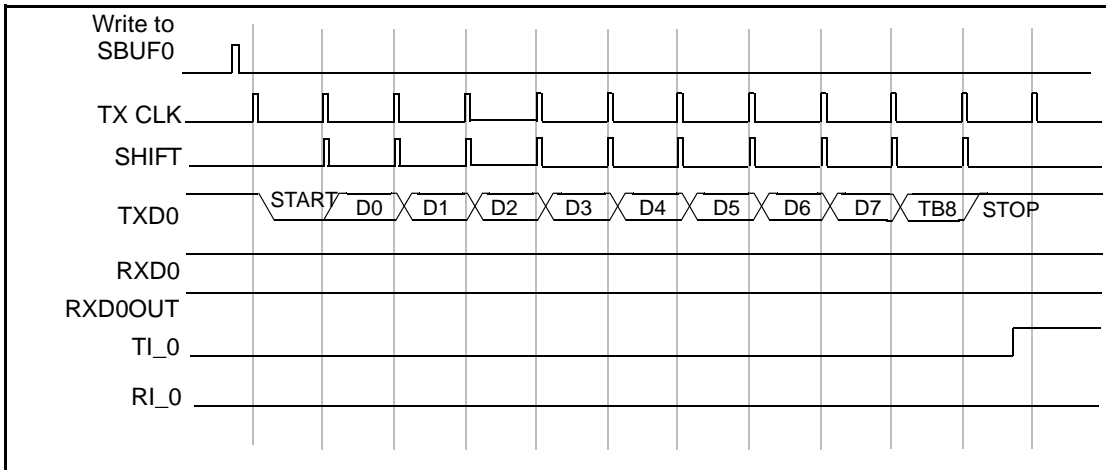 Write to
SBUF0
TX CLK
SHIFT
TXD0 START D0 D1 D2 D3 D4 D5 D6 D7 TB8 STOP
RXD0
RXD0OUT
TI_0
RI_0